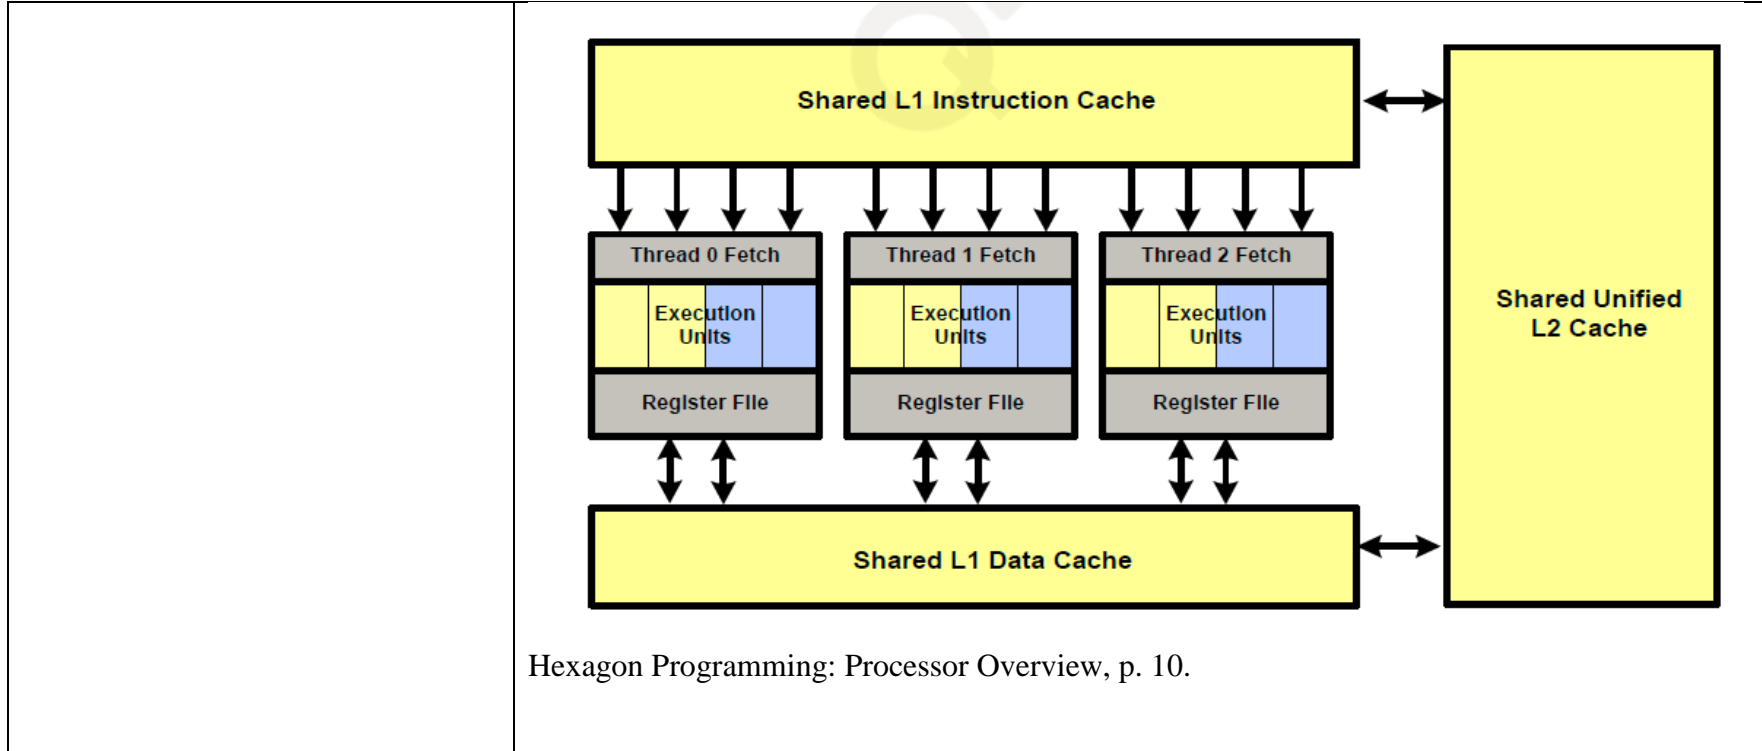 Shared L1 Instruction Cache
Thread 0 Fetch
Execution
Units
Register File
Thread 1 Fetch
Execution
Units
Register File
Thread 2 Fetch
Execution
Units
Register File
Shared L1 Data Cache
Shared Unified
L2 Cache
Hexagon Programming: Processor Overview, p. 10.